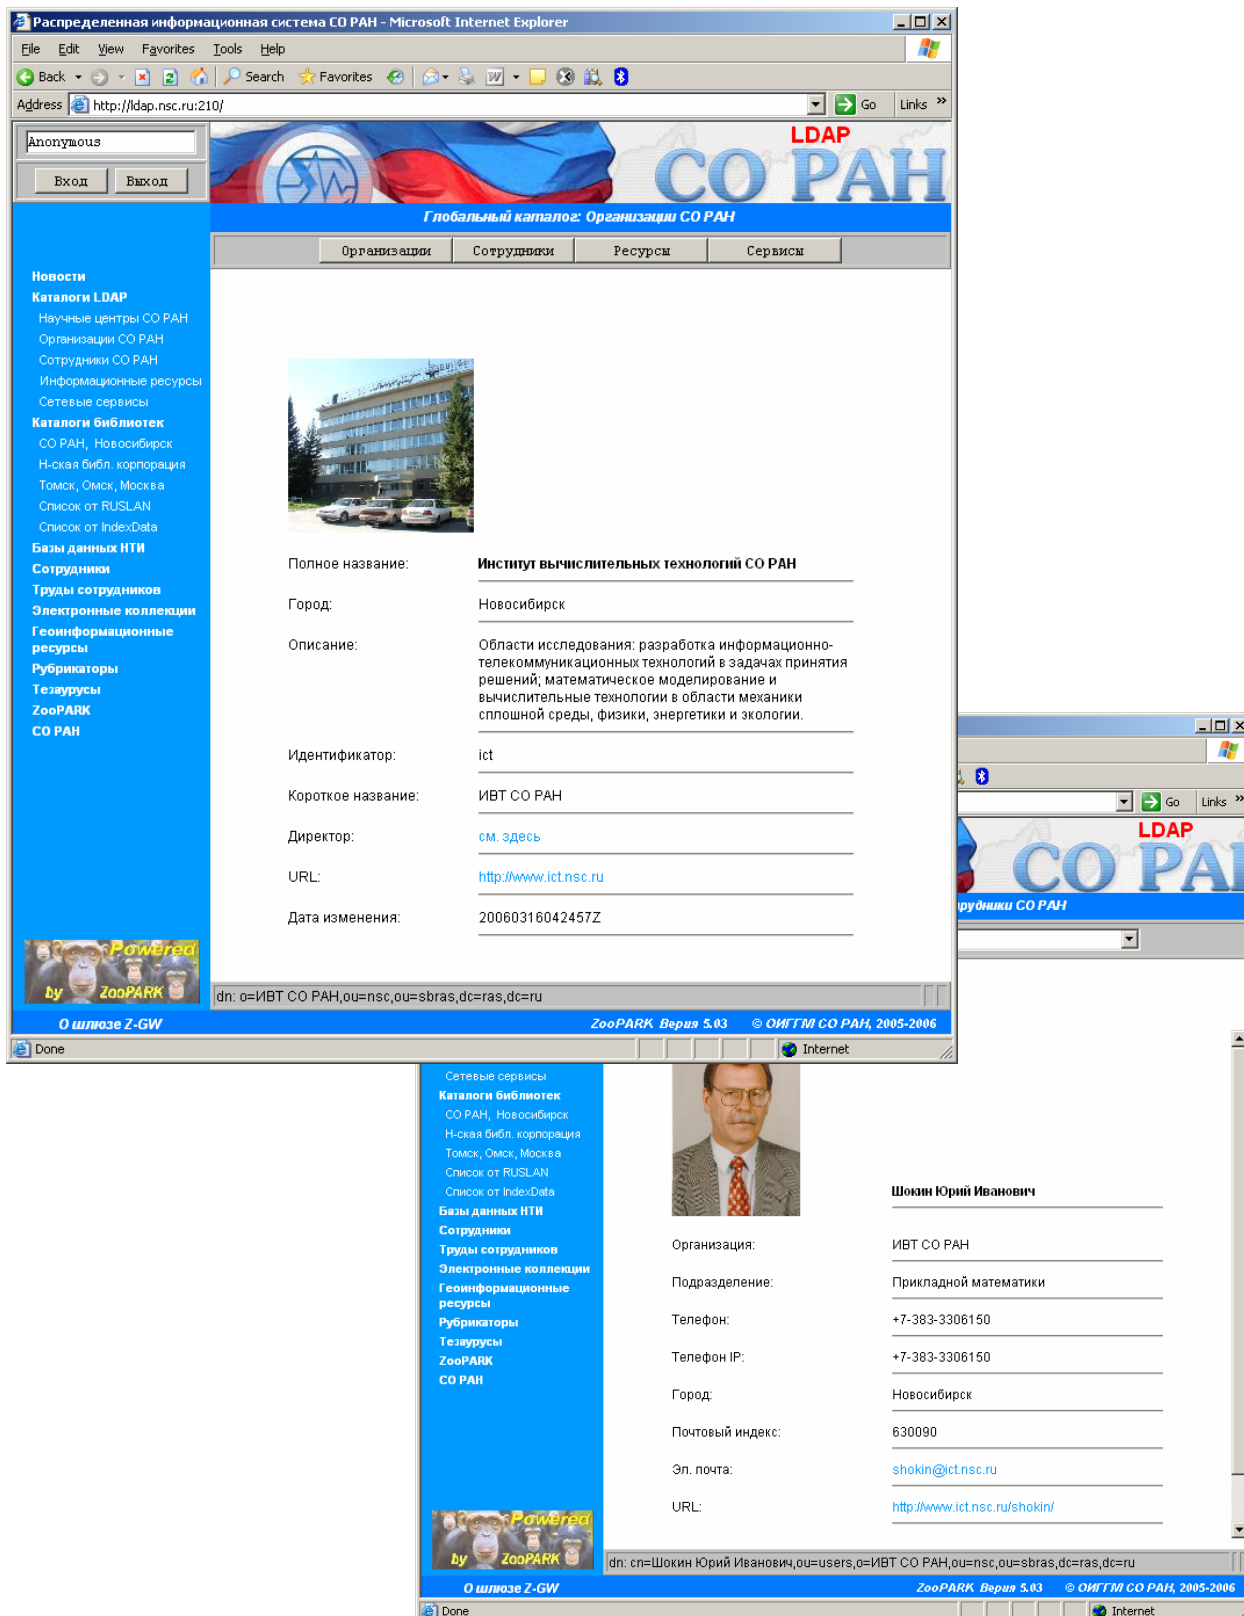 Распределенная информационная система СО РАН - Microsoft Internet Explorer
File Edit View Favorites Tools Help
Back Search Favorites
Address http://ldap.nsc.ru:210/ Go Links »
Anonymous
Вход Выход
LDAP
СО РАН
Глобальный каталог: Организации СО РАН
Организации Сотрудники Ресурсы Сервисы
Новости
Каталоги LDAP
Научные центры СО РАН
Организации СО РАН
Сотрудники СО РАН
Информационные ресурсы
Сетевые сервисы
Каталоги библиотек
СО РАН, Новосибирск
Н-ская библ. корпорация
Томск, Омск, Москва
Список от RUSLAN
Список от IndexData
Базы данных НТИ
Сотрудники
Труды сотрудников
Электронные коллекции
Геоинформационные
ресурсы
Рубрикаторы
Тезаурусы
ZooPARK
СО РАН
Полное название: Институт вычислительных технологий СО РАН
Город: Новосибирск
Описание: Области исследования: разработка информационно-
телекоммуникационных технологий в задачах принятия
решений; математическое моделирование и
вычислительные технологии в области механики
сплошной среды, физики, энергетики и экологии.
Идентификатор: ict
Короткое название: ИВТ СО РАН
Директор: см. здесь
URL: http://www.ict.nsc.ru
Дата изменения: 20060316042457Z
Powered
by ZooPARK
dn: o=ИВТ СО РАН,ou=nsc,ou=sbras,dc=ras,dc=ru
О шлюзе Z-GW ZooPARK Верия 5.03 © ОИГГМ СО РАН, 2005-2006
Done Internet
Go Links »
LDAP
СО РАН
рудники СО РАН
Сетевые сервисы
Каталоги библиотек
СО РАН, Новосибирск
Н-ская библ. корпорация
Томск, Омск, Москва
Список от RUSLAN
Список от IndexData
Базы данных НТИ
Сотрудники
Труды сотрудников
Электронные коллекции
Геоинформационные
ресурсы
Рубрикаторы
Тезаурусы
ZooPARK
СО РАН
Шокин Юрий Иванович
Организация: ИВТ СО РАН
Подразделение: Прикладной математики
Телефон: +7-383-3306150
Телефон IP: +7-383-3306150
Город: Новосибирск
Почтовый индекс: 630090
Эл. почта: shokin@ict.nsc.ru
URL: http://www.ict.nsc.ru/shokin/
Powered
by ZooPARK
dn: cn=Шокин Юрий Иванович,ou=users,o=ИВТ СО РАН,ou=nsc,ou=sbras,dc=ras,dc=ru
О шлюзе Z-GW ZooPARK Верия 5.03 © ОИГГМ СО РАН, 2005-2006
Done Internet